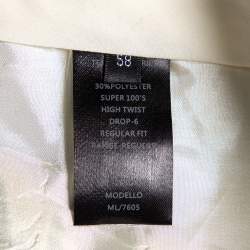 58
30%POLYESTER
SUPER 100'S
HIGH TWIST
DROP-6
REGULAR FIT
MODELLO
ML/7605